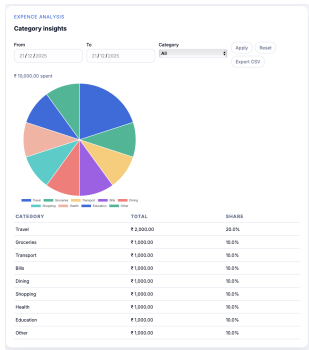 EXPENCE ANALYSIS
Category insights
From To Category
21/12/2025 21/12/2025 All Apply Reset
Export CSV
₹ 10,000.00 spent
Travel Groceries Transport Bills Dining
Shopping Health Education Other
CATEGORY TOTAL SHARE
Travel ₹ 2,000.00 20.0%
Groceries ₹ 1,000.00 10.0%
Transport ₹ 1,000.00 10.0%
Bills ₹ 1,000.00 10.0%
Dining ₹ 1,000.00 10.0%
Shopping ₹ 1,000.00 10.0%
Health ₹ 1,000.00 10.0%
Education ₹ 1,000.00 10.0%
Other ₹ 1,000.00 10.0%